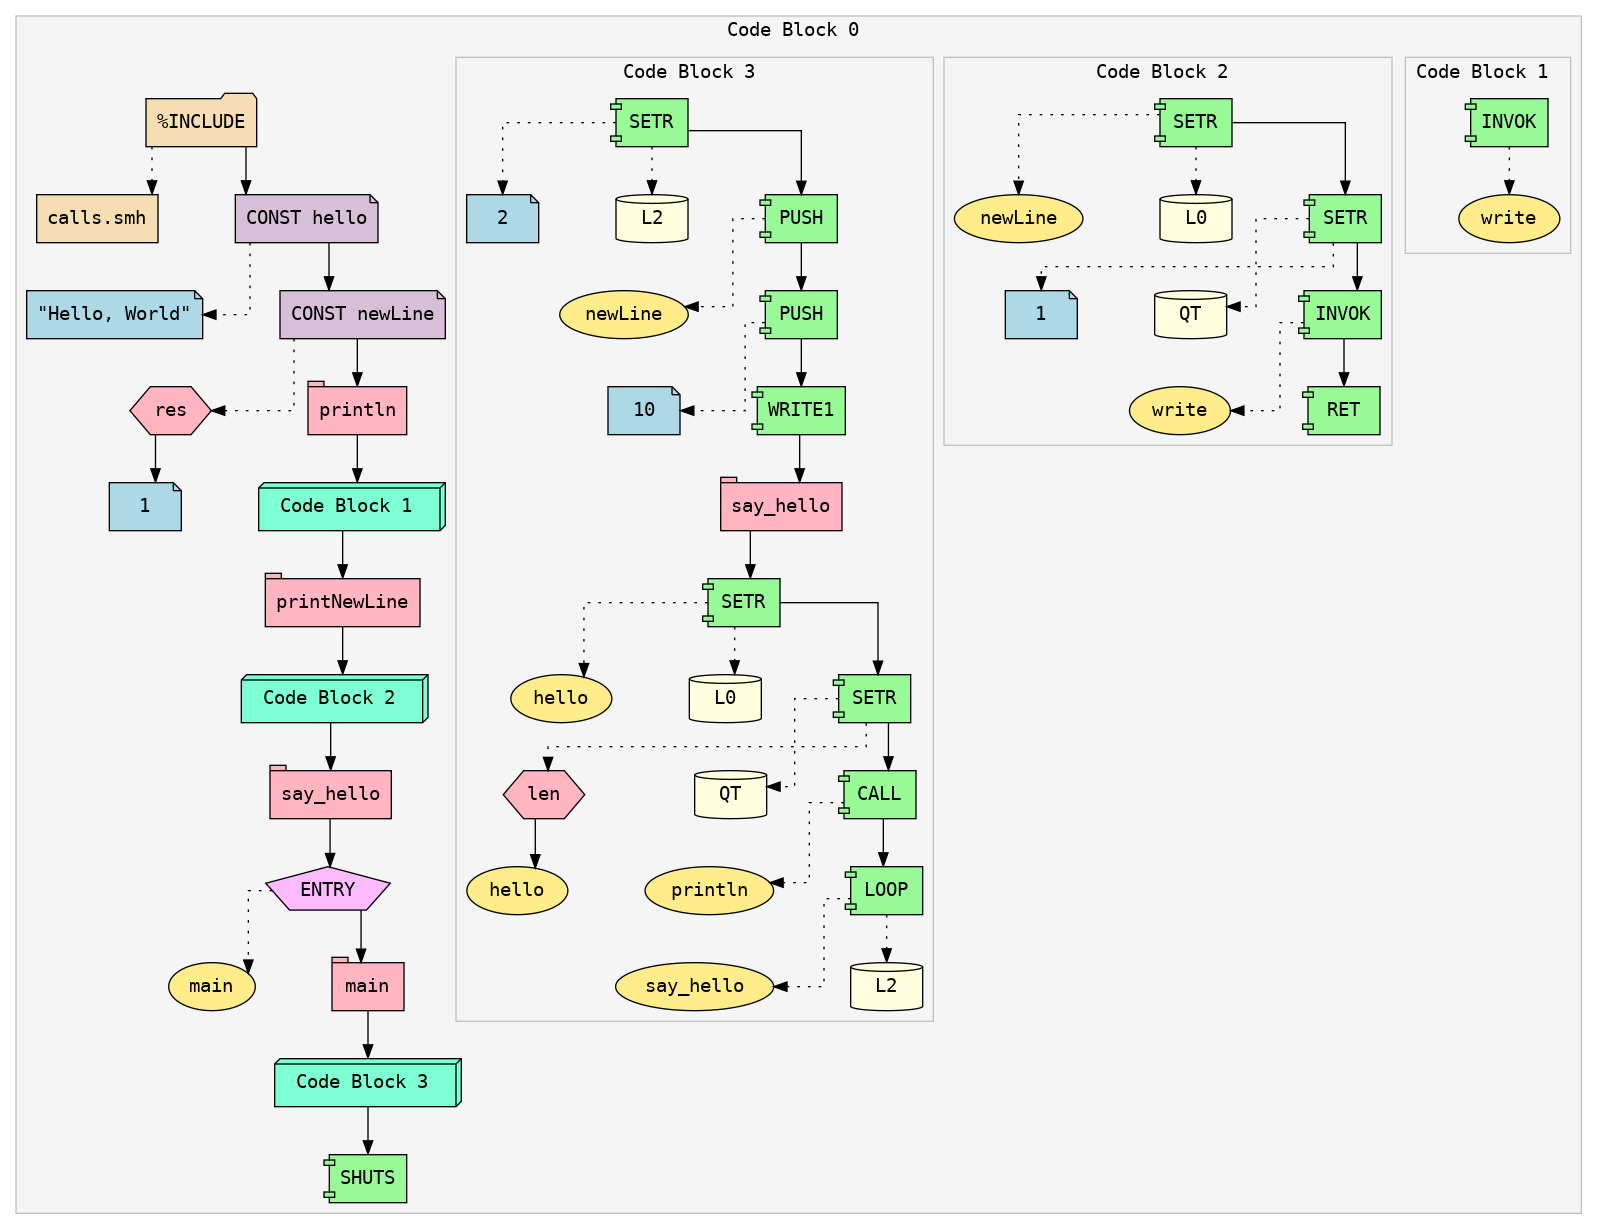 Code Block 0
%INCLUDE
calls.smh
CONST hello
"Hello, World"
CONST newLine
res
println
1
Code Block 1
printNewLine
Code Block 2
say_hello
ENTRY
main
main
Code Block 3
SHUTS
Code Block 3
SETR
2
L2
PUSH
newLine
PUSH
10
WRITE1
say_hello
SETR
hello
L0
SETR
len
QT
CALL
hello
println
LOOP
say_hello
L2
Code Block 2
SETR
newLine
L0
SETR
1
QT
INVOK
write
RET
Code Block 1
INVOK
write